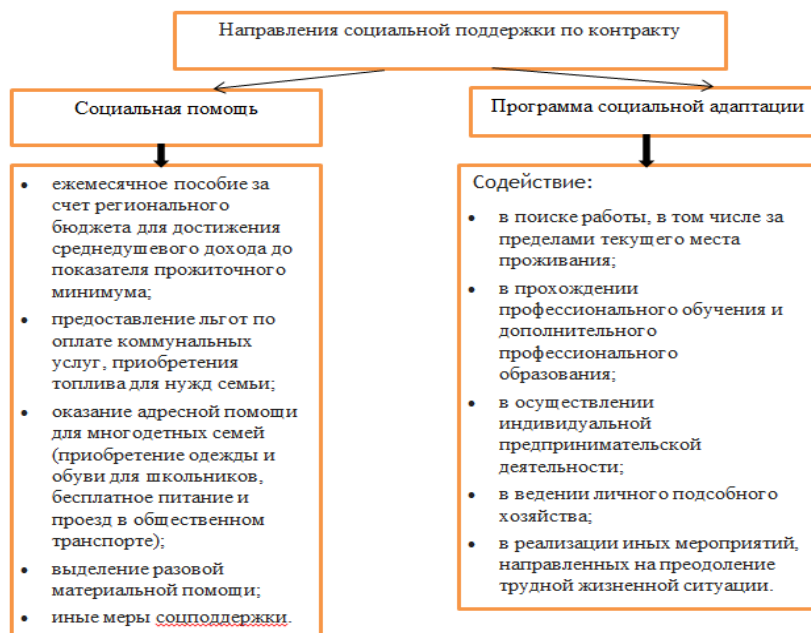 Направления социальной поддержки по контракту
Социальная помощь
Программа социальной адаптации
• ежемесячное пособие за
счет регионального
бюджета для достижения
среднедушевого дохода до
показателя прожиточного
минимума;
• предоставление льгот по
оплате коммунальных
услуг, приобретения
топлива для нужд семьи;
• оказание адресной помощи
для многодетных семей
(приобретение одежды и
обуви для школьников,
бесплатное питание и
проезд в общественном
транспорте);
• выделение разовой
материальной помощи;
• иные меры соцподдержки.
Содействие:
• в поиске работы, в том числе за
пределами текущего места
проживания;
• в прохождении
профессионального обучения и
дополнительного
профессионального
образования;
• в осуществлении
индивидуальной
предпринимательской
деятельности;
• в ведении личного подсобного
хозяйства;
• в реализации иных мероприятий,
направленных на преодоление
трудной жизненной ситуации.